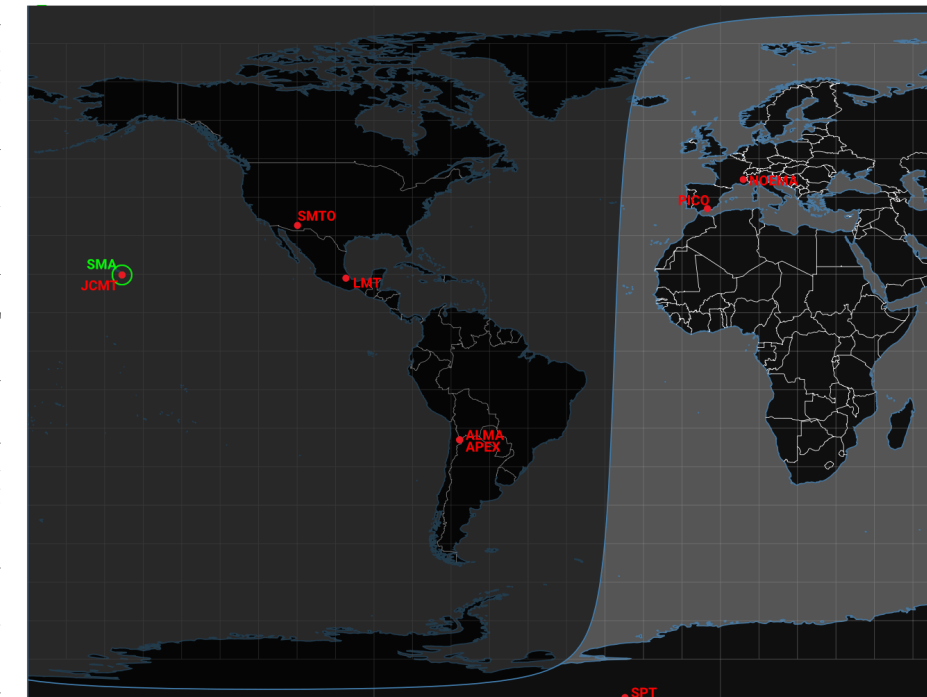 NOEMA
PICO
SMTO
SMA
JCMT
LMT
ALMA
APEX
SPT